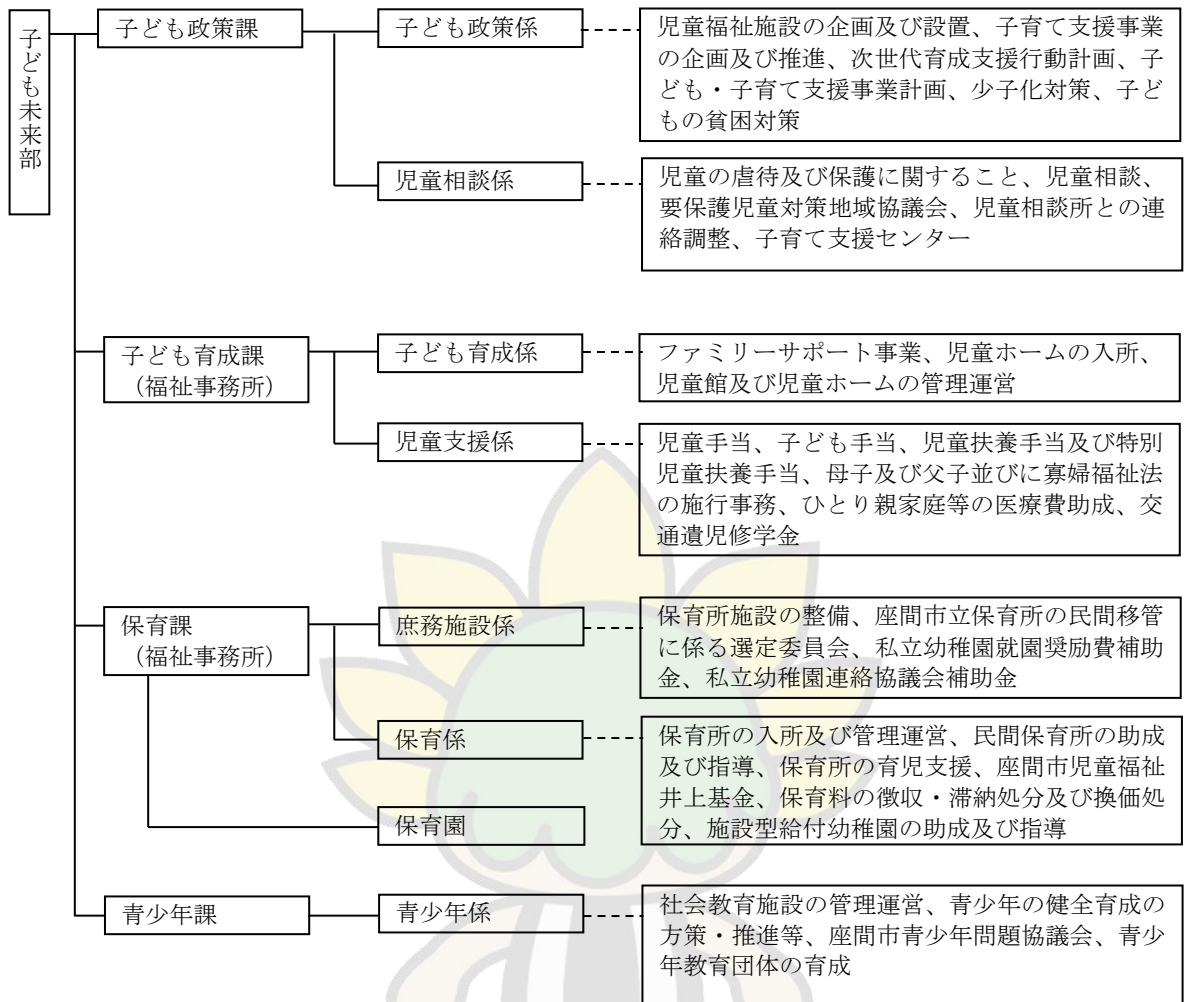 子ども未来部
子ども政策課
子ども政策係
児童福祉施設の企画及び設置、子育て支援事業
の企画及び推進、次世代育成支援行動計画、子
ども・子育て支援事業計画、少子化対策、子ど
もの貧困対策
児童相談係
児童の虐待及び保護に関すること、児童相談、
要保護児童対策地域協議会、児童相談所との連
絡調整、子育て支援センター
子ども育成課
（福祉事務所）
子ども育成係
ファミリーサポート事業、児童ホームの入所、
児童館及び児童ホームの管理運営
児童支援係
児童手当、子ども手当、児童扶養手当及び特別
児童扶養手当、母子及び父子並びに寡婦福祉法
の施行事務、ひとり親家庭等の医療費助成、交
通遺児修学金
保育課
（福祉事務所）
庶務施設係
保育所施設の整備、座間市立保育所の民間移管
に係る選定委員会、私立幼稚園就園奨励費補助
金、私立幼稚園連絡協議会補助金
保育係
保育所の入所及び管理運営、民間保育所の助成
及び指導、保育所の育児支援、座間市児童福祉
井上基金、保育料の徴収・滞納処分及び換価処
分、施設型給付幼稚園の助成及び指導
保育園
青少年課
青少年係
社会教育施設の管理運営、青少年の健全育成の
方策・推進等、座間市青少年問題協議会、青少
年教育団体の育成